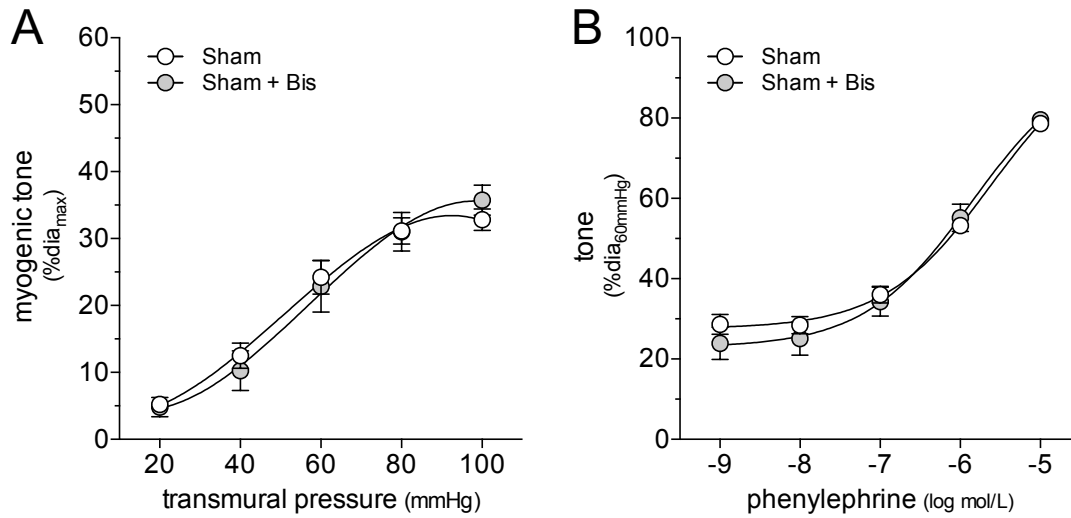 A
60
50
40
30
20
10
0
myogenic tone
(%dia_max)
Sham
Sham + Bis
20 40 60 80 100
transmural pressure (mmHg)
B
100
80
60
40
20
0
tone
(%dia_60mmHg)
Sham
Sham + Bis
-9 -8 -7 -6 -5
phenylephrine (log mol/L)